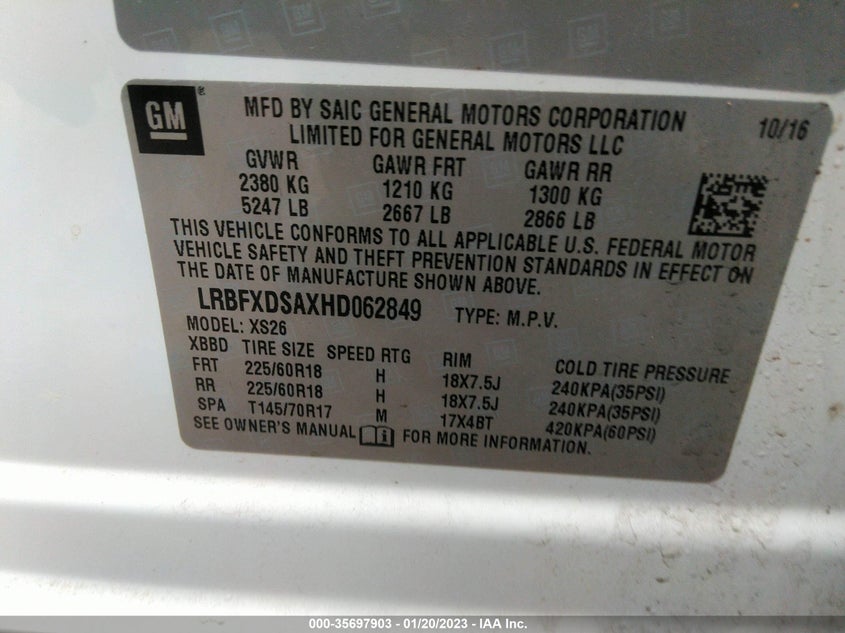 GM ®
MFD BY SAIC GENERAL MOTORS CORPORATION
LIMITED FOR GENERAL MOTORS LLC
10/16
GVWR GAWR FRT GAWR RR
2380 KG 1210 KG 1300 KG
5247 LB 2667 LB 2866 LB
THIS VEHICLE CONFORMS TO ALL APPLICABLE U.S. FEDERAL MOTOR
VEHICLE SAFETY AND THEFT PREVENTION STANDARDS IN EFFECT ON
THE DATE OF MANUFACTURE SHOWN ABOVE.
LRBFXDSAXHD062849 TYPE: M.P.V.
MODEL: XS26
XBBD TIRE SIZE SPEED RTG RIM COLD TIRE PRESSURE
FRT 225/60R18 H 18X7.5J 240KPA(35PSI)
RR 225/60R18 H 18X7.5J 240KPA(35PSI)
SPA T145/70R17 M 17X4BT 420KPA(60PSI)
SEE OWNER'S MANUAL FOR MORE INFORMATION.
000-35697903 - 01/20/2023 - IAA Inc.